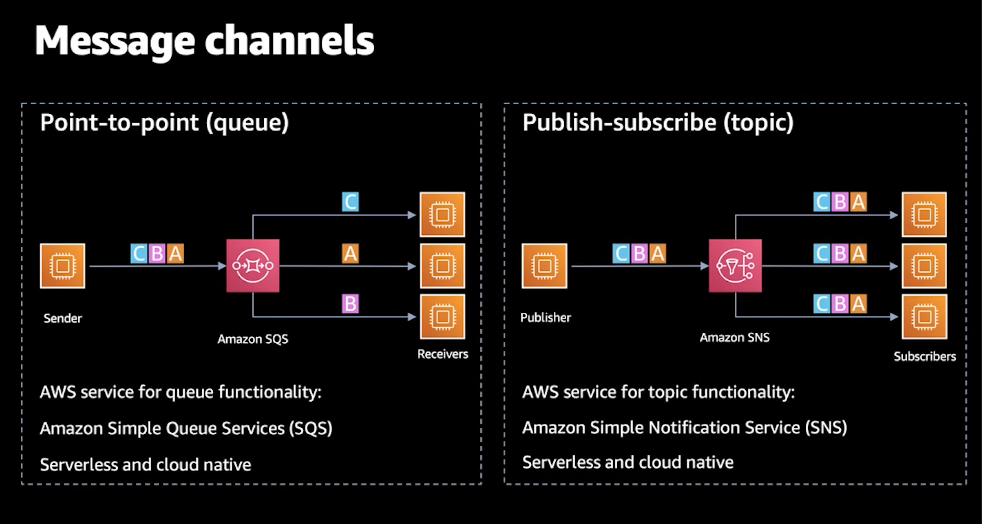 Message channels
Point-to-point (queue)
C
C B A
A
B
Sender
Amazon SQS
Receivers
AWS service for queue functionality:
Amazon Simple Queue Services (SQS)
Serverless and cloud native
Publish-subscribe (topic)
C B A
C B A
C B A
C B A
Publisher
Amazon SNS
Subscribers
AWS service for topic functionality:
Amazon Simple Notification Service (SNS)
Serverless and cloud native